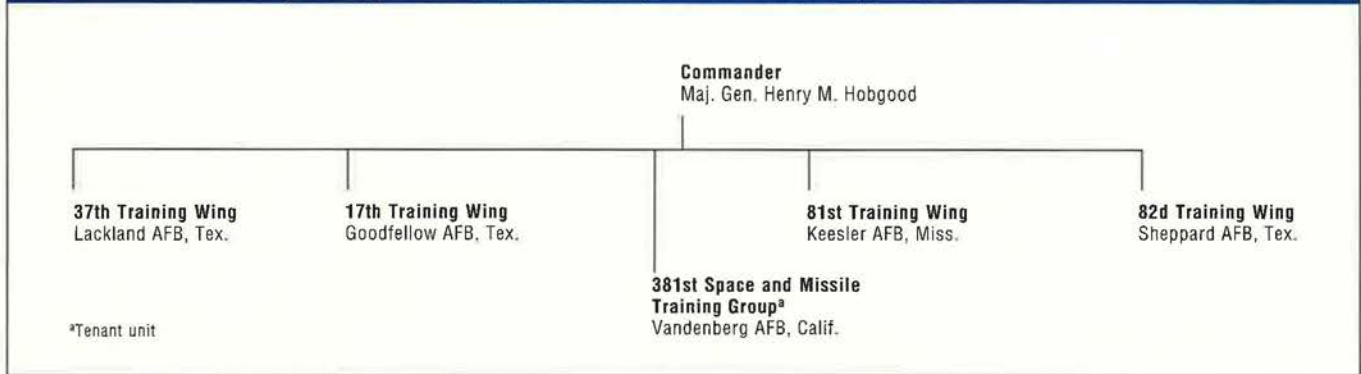 Commander
Maj. Gen. Henry M. Hobgood
37th Training Wing
Lackland AFB, Tex.
17th Training Wing
Goodfellow AFB, Tex.
381st Space and Missile
Training Groupᵃ
Vandenberg AFB, Calif.
81st Training Wing
Keesler AFB, Miss.
82d Training Wing
Sheppard AFB, Tex.
ᵃTenant unit